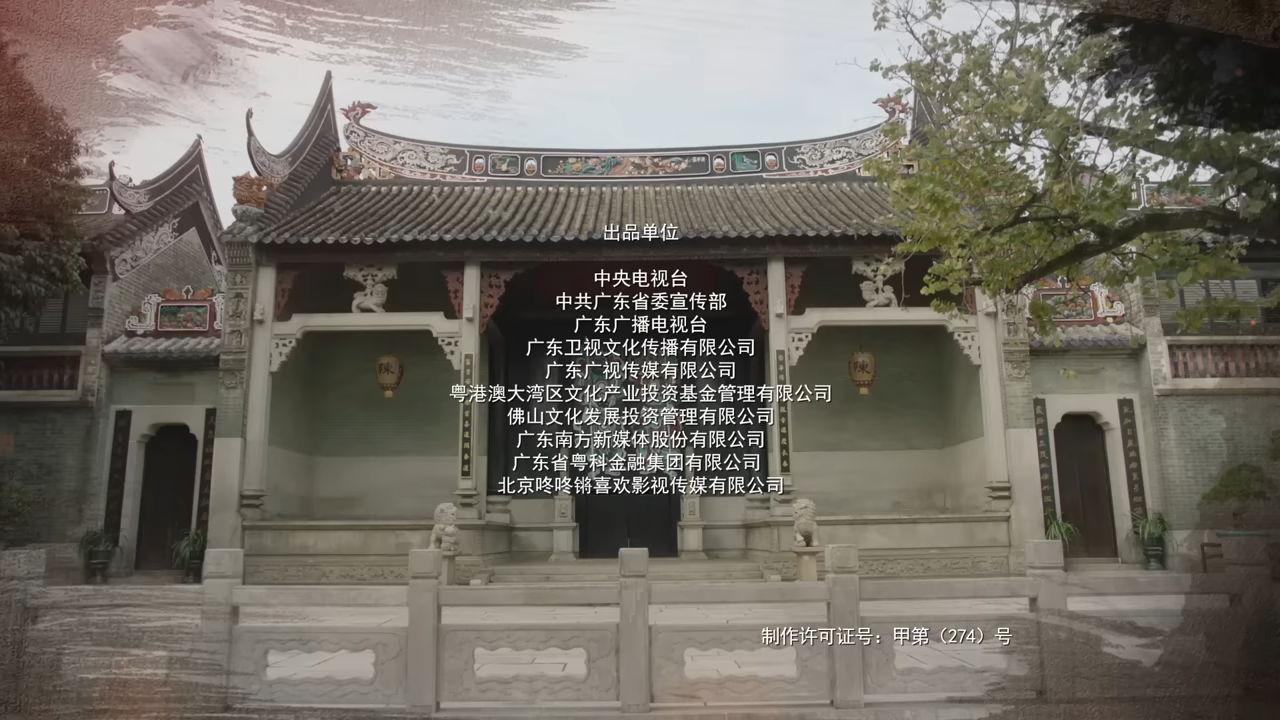 出品单位
中央电视台
中共广东省委宣传部
广东广播电视台
广东卫视文化传播有限公司
广东广视传媒有限公司
粤港澳大湾区文化产业投资基金管理有限公司
佛山文化发展投资管理有限公司
广东南方新媒体股份有限公司
广东省粤科金融集团有限公司
北京咚咚锵喜欢影视传媒有限公司
陳
陳
制作许可证号：甲第（274）号